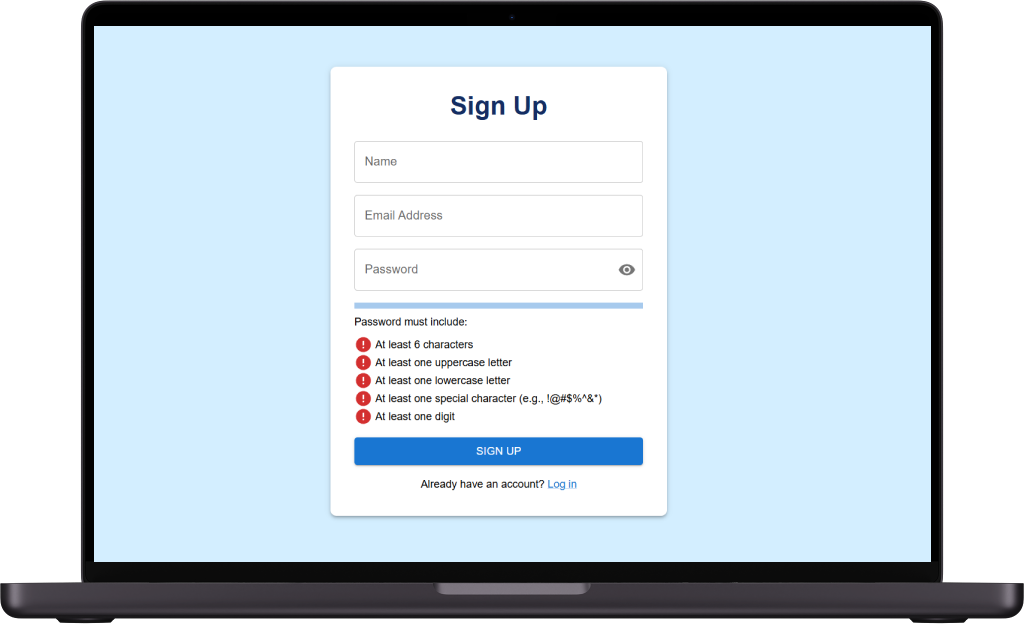 Sign Up
Name
Email Address
Password
Password must include:
At least 6 characters
At least one uppercase letter
At least one lowercase letter
At least one special character (e.g., !@#$%^&*)
At least one digit
SIGN UP
Already have an account? Log in